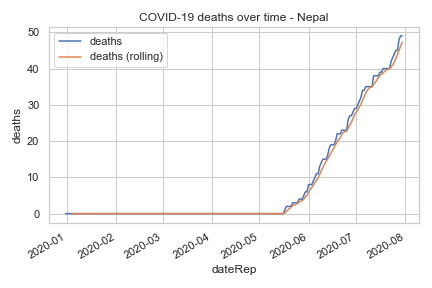 COVID-19 deaths over time - Nepal
deaths
deaths (rolling)
50
40
30
20
10
0
deaths
2020-01
2020-02
2020-03
2020-04
2020-05
2020-06
2020-07
2020-08
dateRep